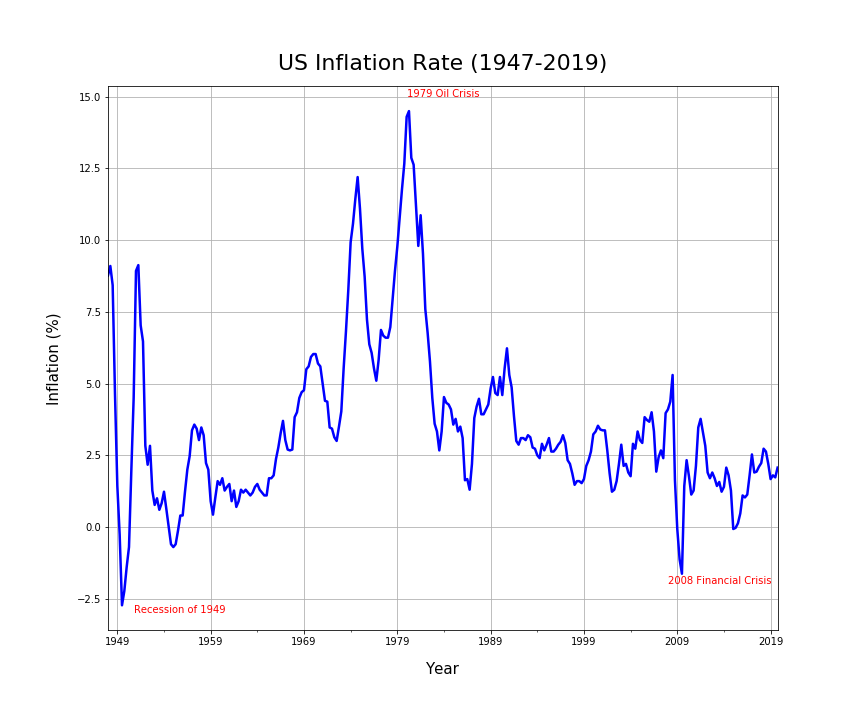 US Inflation Rate (1947-2019)
1979 Oil Crisis
15.0
12.5
10.0
7.5
5.0
2.5
0.0
−2.5
Inflation (%)
2008 Financial Crisis
Recession of 1949
1949 1959 1969 1979 1989 1999 2009 2019
Year